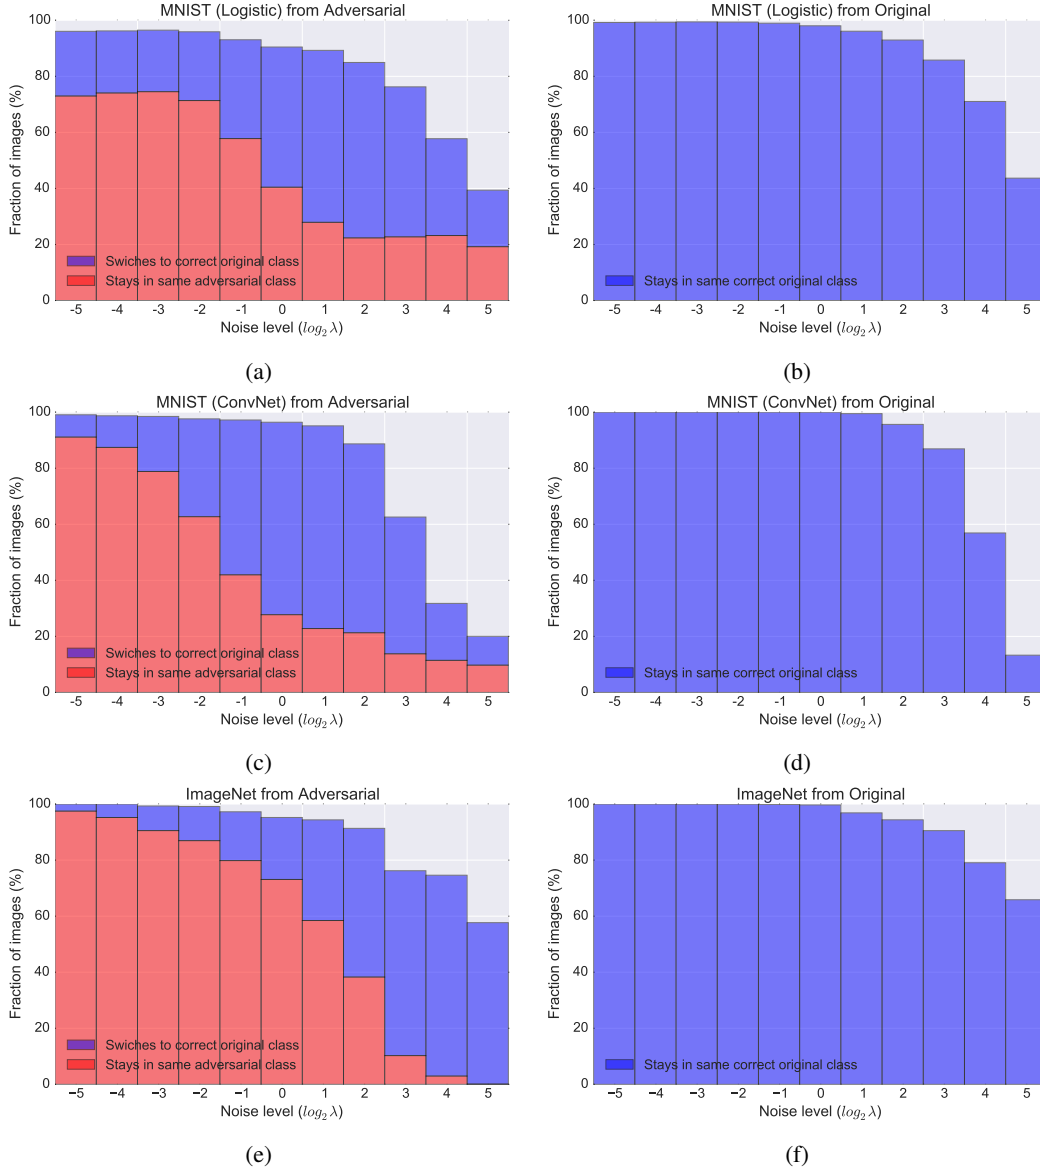 MNIST (Logistic) from Adversarial
100
80
60
40
20
0
Fraction of images (%)
Swiches to correct original class
Stays in same adversarial class
-5 -4 -3 -2 -1 0 1 2 3 4 5
Noise level (log₂ λ)
(a)
MNIST (Logistic) from Original
100
80
60
40
20
0
Fraction of images (%)
Stays in same correct original class
-5 -4 -3 -2 -1 0 1 2 3 4 5
Noise level (log₂ λ)
(b)
MNIST (ConvNet) from Adversarial
100
80
60
40
20
0
Fraction of images (%)
Swiches to correct original class
Stays in same adversarial class
-5 -4 -3 -2 -1 0 1 2 3 4 5
Noise level (log₂ λ)
(c)
MNIST (ConvNet) from Original
100
80
60
40
20
0
Fraction of images (%)
Stays in same correct original class
-5 -4 -3 -2 -1 0 1 2 3 4 5
Noise level (log₂ λ)
(d)
ImageNet from Adversarial
100
80
60
40
20
0
Fraction of images (%)
Swiches to correct original class
Stays in same adversarial class
−5 −4 −3 −2 −1 0 1 2 3 4 5
Noise level (log₂ λ)
(e)
ImageNet from Original
100
80
60
40
20
0
Fraction of images (%)
Stays in same correct original class
−5 −4 −3 −2 −1 0 1 2 3 4 5
Noise level (log₂ λ)
(f)